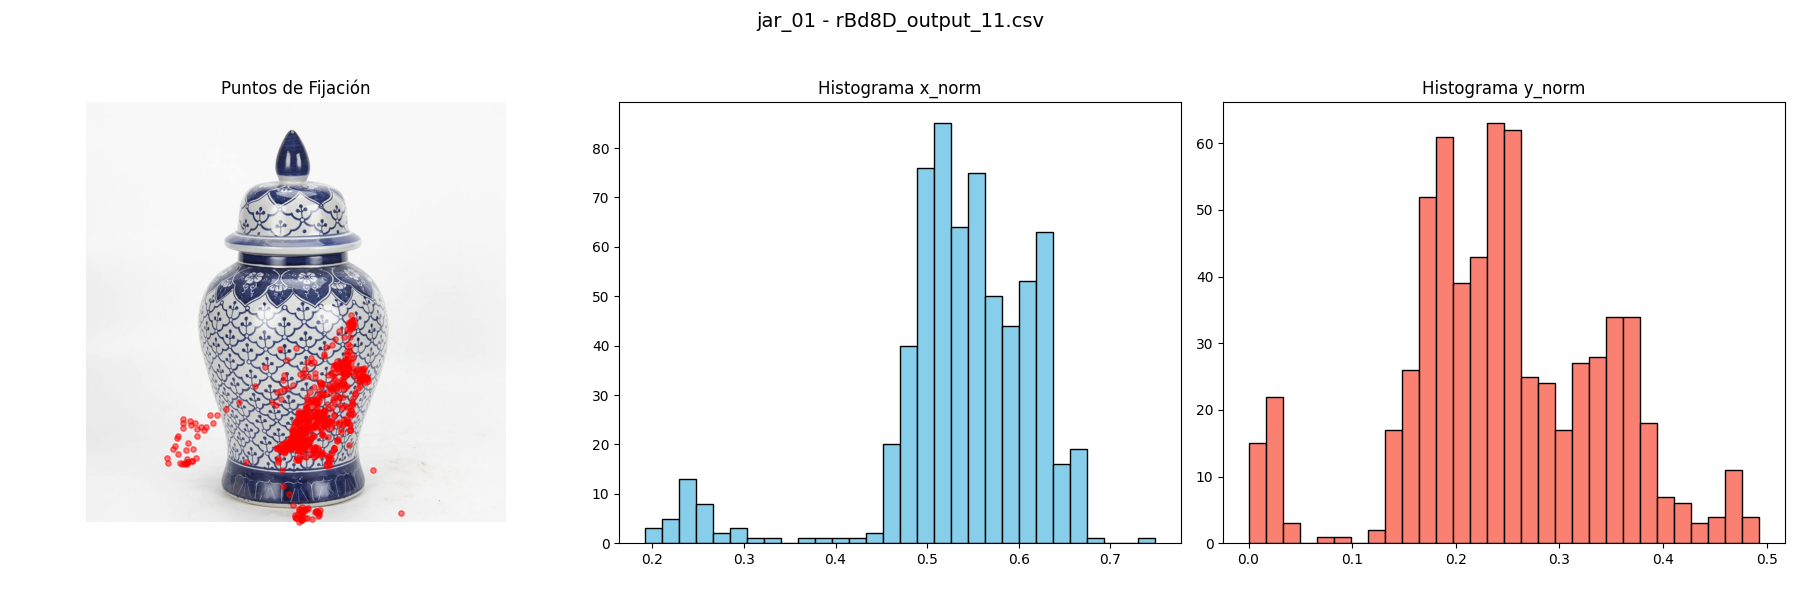 jar_01 - rBd8D_output_11.csv
Puntos de Fijación
Histograma x_norm
Histograma y_norm
80
70
60
50
40
30
20
10
0
0.2 0.3 0.4 0.5 0.6 0.7
60
50
40
30
20
10
0
0.0 0.1 0.2 0.3 0.4 0.5